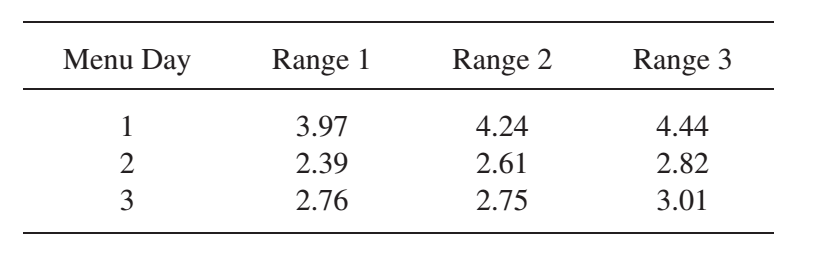 Menu Day Range 1 Range 2 Range 3
1 3.97 4.24 4.44
2 2.39 2.61 2.82
3 2.76 2.75 3.01